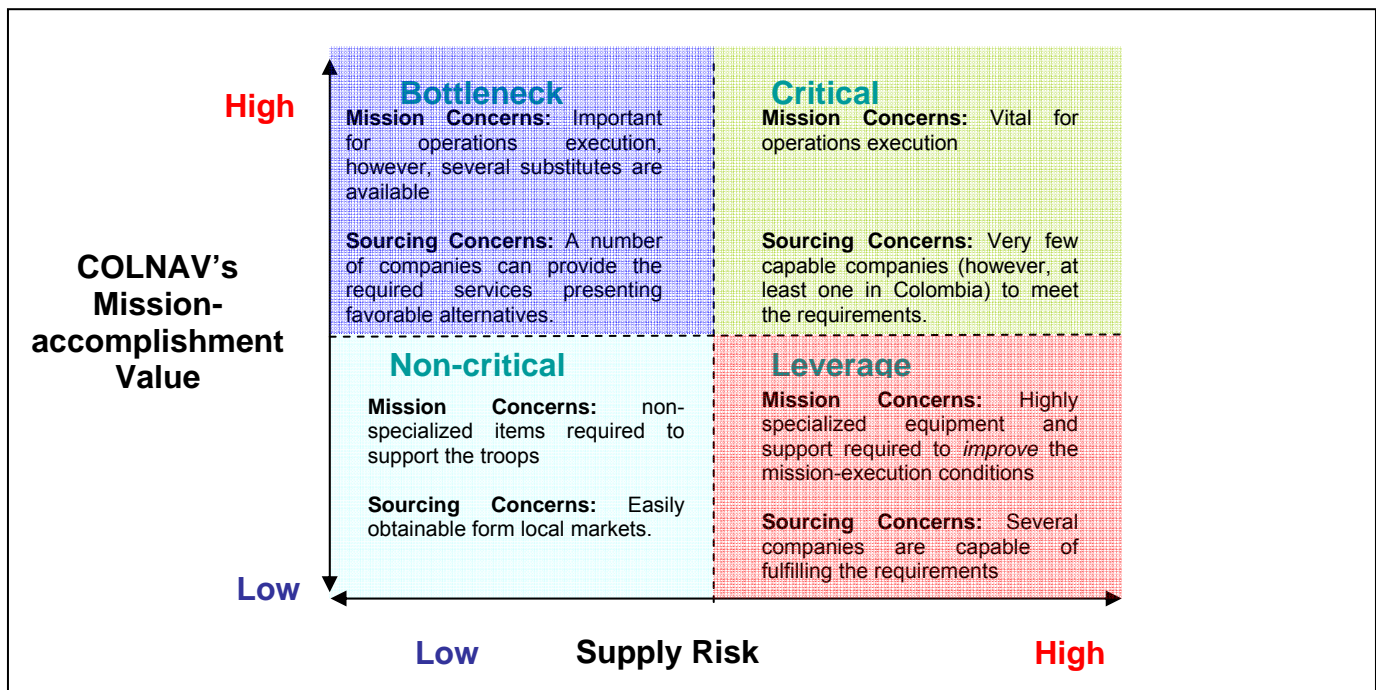 High
COLNAV's
Mission-
accomplishment
Value
Low
Bottleneck
Mission Concerns: Important
for operations execution,
however, several substitutes are
available
Sourcing Concerns: A number
of companies can provide the
required services presenting
favorable alternatives.
Critical
Mission Concerns: Vital for
operations execution
Sourcing Concerns: Very few
capable companies (however, at
least one in Colombia) to meet
the requirements.
Non-critical
Mission Concerns: non-
specialized items required to
support the troops
Sourcing Concerns: Easily
obtainable form local markets.
Leverage
Mission Concerns: Highly
specialized equipment and
support required to improve the
mission-execution conditions
Sourcing Concerns: Several
companies are capable of
fulfilling the requirements
Low
Supply Risk
High